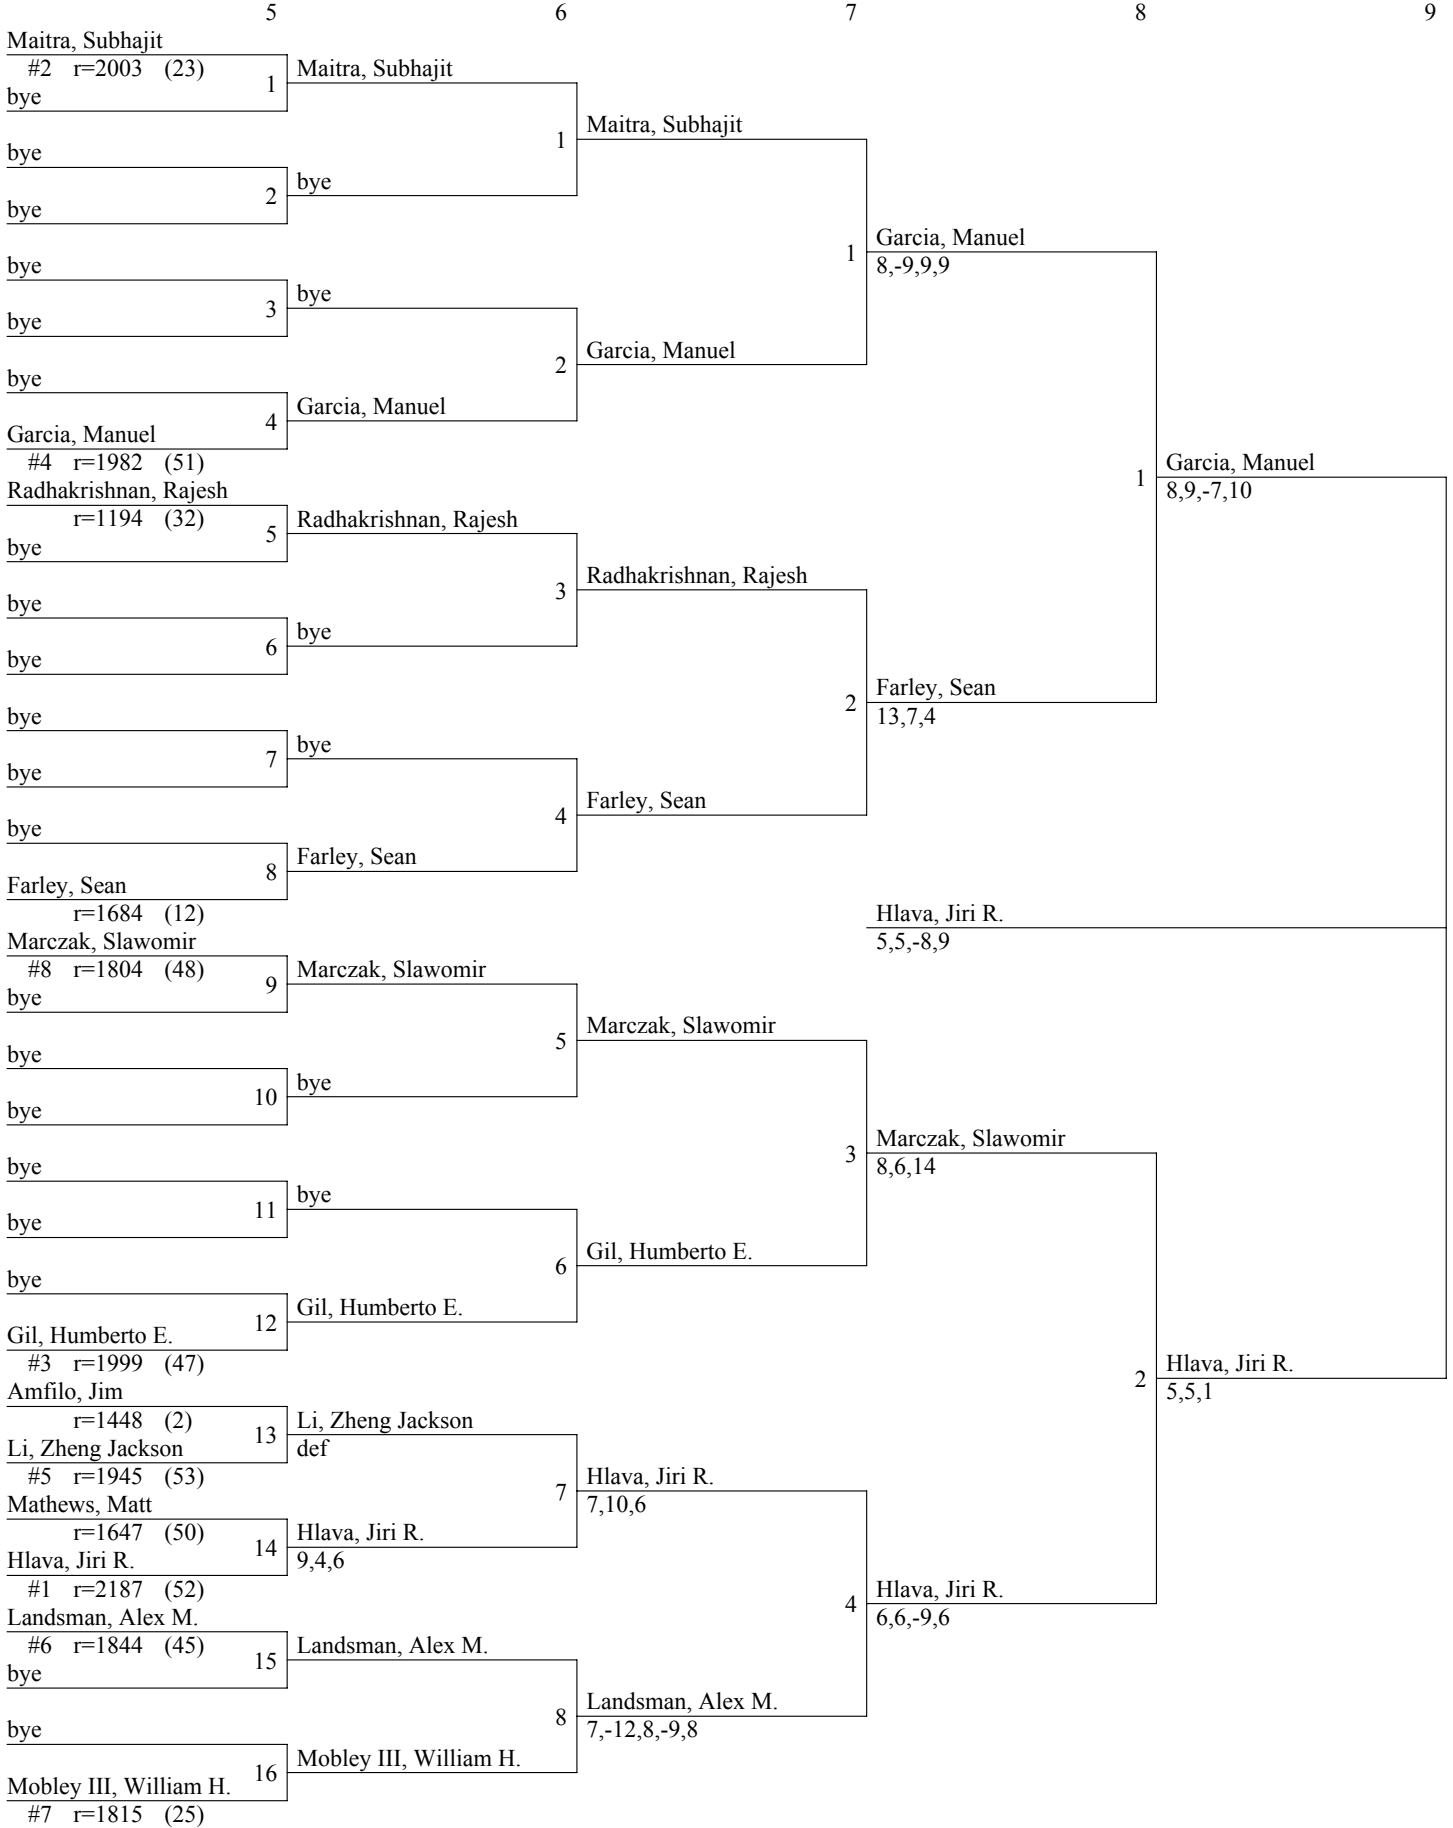 5 6 7 8 9
Maitra, Subhajit
#2 r=2003 (23)
1 Maitra, Subhajit
bye
1 Maitra, Subhajit
bye
2 bye
bye
1 Garcia, Manuel
8,-9,9,9
bye
3 bye
bye
2 Garcia, Manuel
bye
4 Garcia, Manuel
Garcia, Manuel
#4 r=1982 (51)
1 Garcia, Manuel
8,9,-7,10
Radhakrishnan, Rajesh
r=1194 (32)
5 Radhakrishnan, Rajesh
bye
3 Radhakrishnan, Rajesh
bye
6 bye
bye
2 Farley, Sean
13,7,4
bye
7 bye
bye
4 Farley, Sean
bye
8 Farley, Sean
Farley, Sean
r=1684 (12)
Hlava, Jiri R.
5,5,-8,9
Marczak, Slawomir
#8 r=1804 (48)
9 Marczak, Slawomir
bye
5 Marczak, Slawomir
bye
10 bye
bye
3 Marczak, Slawomir
8,6,14
bye
11 bye
bye
6 Gil, Humberto E.
bye
12 Gil, Humberto E.
Gil, Humberto E.
#3 r=1999 (47)
2 Hlava, Jiri R.
5,5,1
Amfilo, Jim
r=1448 (2)
13 Li, Zheng Jackson
def
Li, Zheng Jackson
#5 r=1945 (53)
7 Hlava, Jiri R.
7,10,6
Mathews, Matt
r=1647 (50)
14 Hlava, Jiri R.
9,4,6
Hlava, Jiri R.
#1 r=2187 (52)
4 Hlava, Jiri R.
6,6,-9,6
Landsman, Alex M.
#6 r=1844 (45)
15 Landsman, Alex M.
bye
8 Landsman, Alex M.
7,-12,8,-9,8
bye
16 Mobley III, William H.
Mobley III, William H.
#7 r=1815 (25)